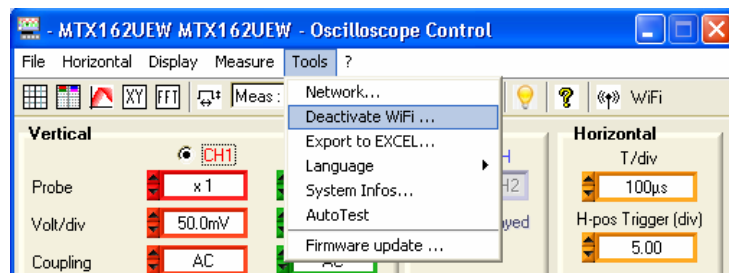 - MTX162UEW MTX162UEW - Oscilloscope Control
File Horizontal Display Measure Tools ?
XY FFT Meas: WiFi
Network...
Deactivate WiFi ...
Export to EXCEL...
Language
System Infos...
AutoTest
Firmware update ...
Vertical
CH1
Probe x 1
Volt/div 50.0mV
Coupling AC AC
Horizontal
T/div
100µs
H-pos Trigger (div)
5.00